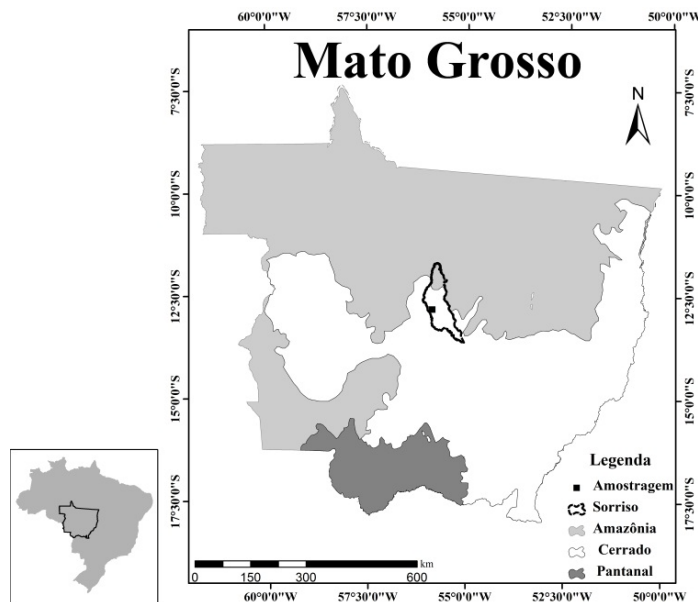 60°0'0"W 57°30'0"W 55°0'0"W 52°30'0"W 50°0'0"W
Mato Grosso
N
7°30'0"S 7°30'0"S
10°0'0"S 10°0'0"S
12°30'0"S 12°30'0"S
15°0'0"S 15°0'0"S
17°30'0"S 17°30'0"S
Legenda
Amostragem
Sorriso
Amazônia
Cerrado
Pantanal
km
0 150 300 600
60°0'0"W 57°30'0"W 55°0'0"W 52°30'0"W 50°0'0"W